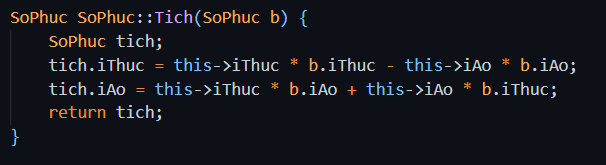 SoPhuc SoPhuc::Tich(SoPhuc b) {
    SoPhuc tich;
    tich.iThuc = this->iThuc * b.iThuc - this->iAo * b.iAo;
    tich.iAo = this->iThuc * b.iAo + this->iAo * b.iThuc;
    return tich;
}